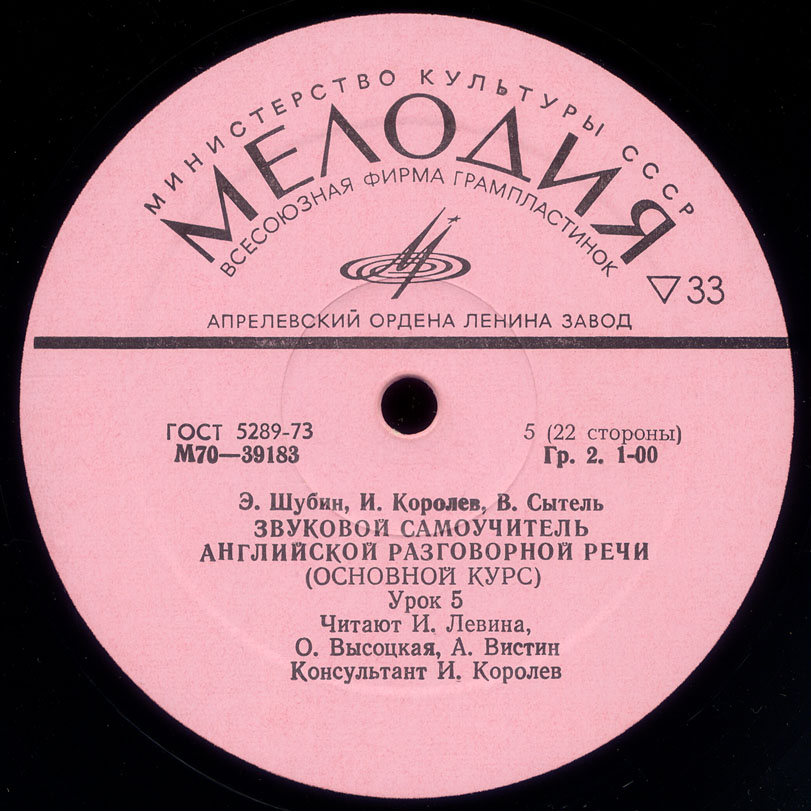 МИНИСТЕРСТВО КУЛЬТУРЫ СССР
МЕЛОДИЯ
ВСЕСОЮЗНАЯ ФИРМА ГРАМПЛАСТИНОК
33
АПРЕЛЕВСКИЙ ОРДЕНА ЛЕНИНА ЗАВОД
ГОСТ 5289-73
М70—39183
5 (22 стороны)
Гр. 2. 1-00
Э. Шубин, И. Королев, В. Сытель
ЗВУКОВОЙ САМОУЧИТЕЛЬ
АНГЛИЙСКОЙ РАЗГОВОРНОЙ РЕЧИ
(ОСНОВНОЙ КУРС)
Урок 5
Читают И. Левина,
О. Высоцкая, А. Вистин
Консультант И. Королев